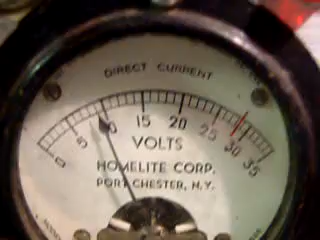 DIRECT CURRENT
0 5 10 15 20 25 30 35
VOLTS
HOMELITE CORP.
PORT CHESTER, N.Y.